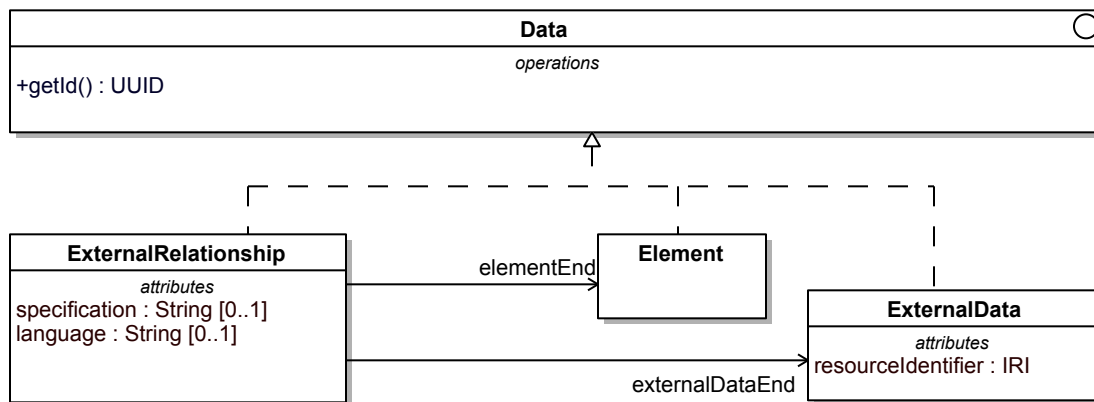 Data
operations
+getId() : UUID
ExternalRelationship
attributes
specification : String [0..1]
language : String [0..1]
elementEnd
Element
externalDataEnd
ExternalData
attributes
resourceIdentifier : IRI